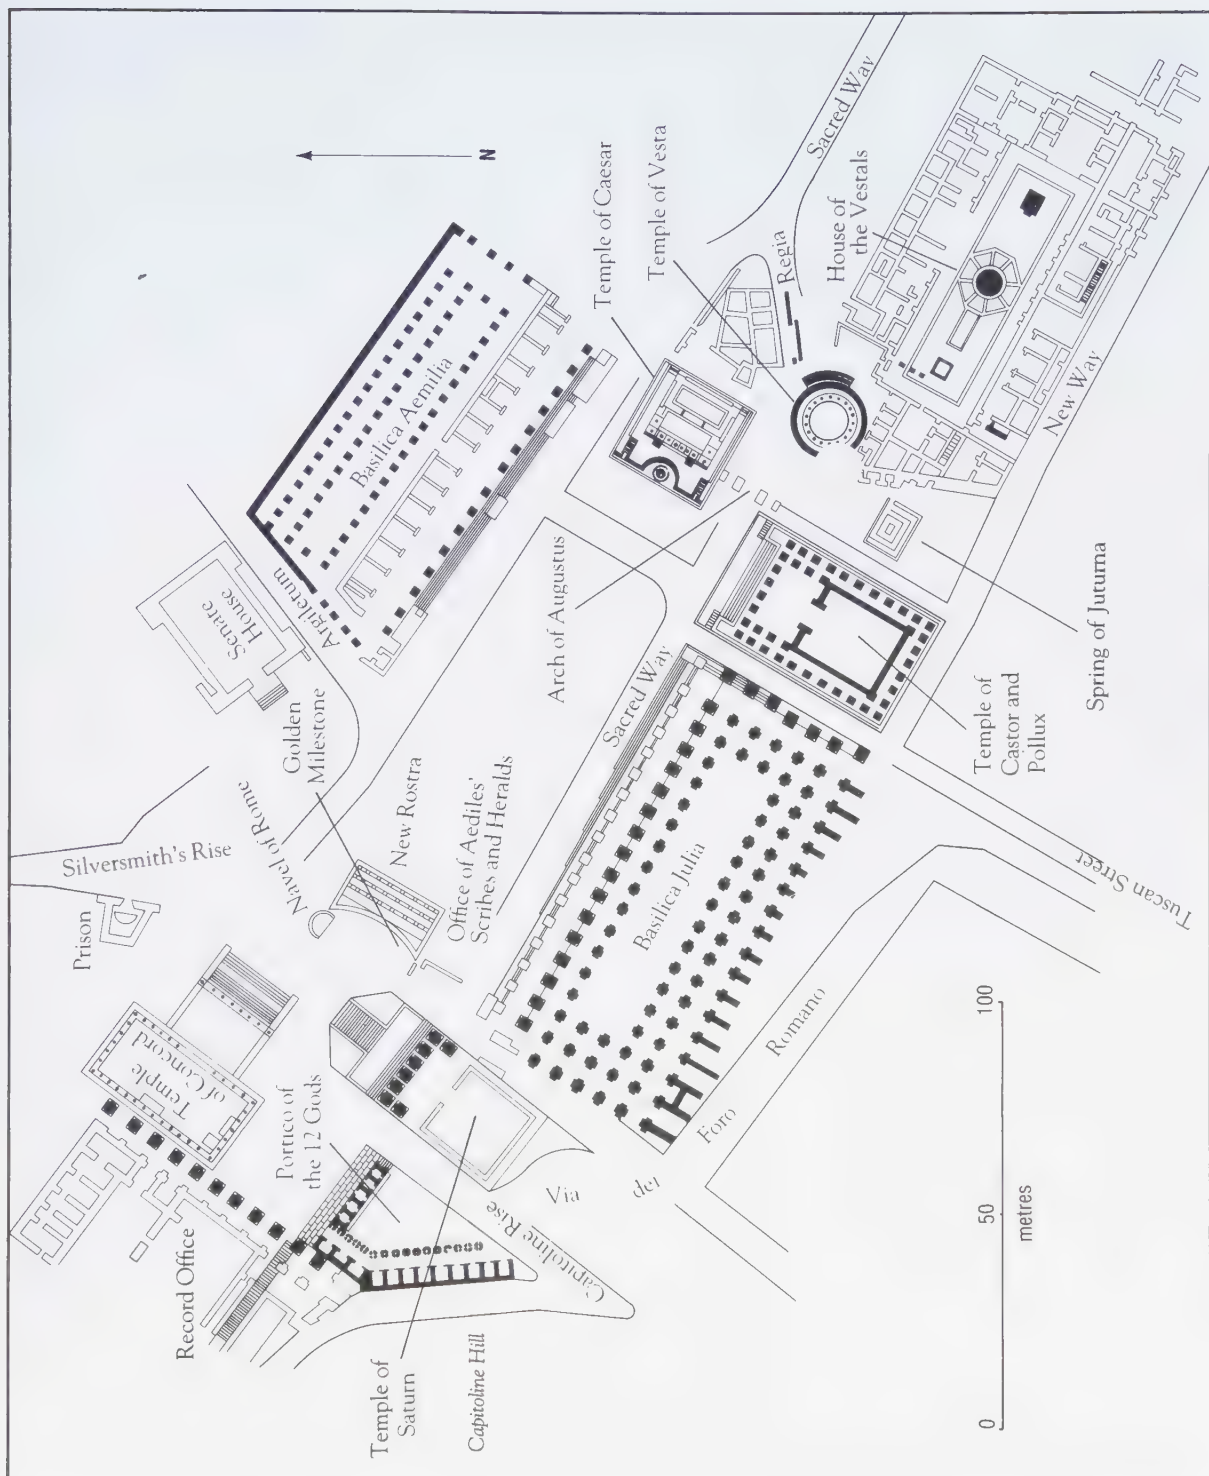 Record Office
Temple
of Concord
Prison
Silversmith's Rise
Senate
House
Argiletum
Basilica Aemilia
N
Portico of
the 12 Gods
Navel of Rome
Golden
Milestone
New Rostra
Office of Aediles'
Scribes and Heralds
Arch of Augustus
Sacred Way
Temple of Caesar
Temple of Vesta
Regia
Sacred Way
House of
the Vestals
New Way
Temple of
Saturn
Capitoline Hill
Capitoline Rise
Via dei Foro Romano
Basilica Julia
Temple of
Castor and
Pollux
Spring of Juturna
Tuscan Street
0 50 100
metres